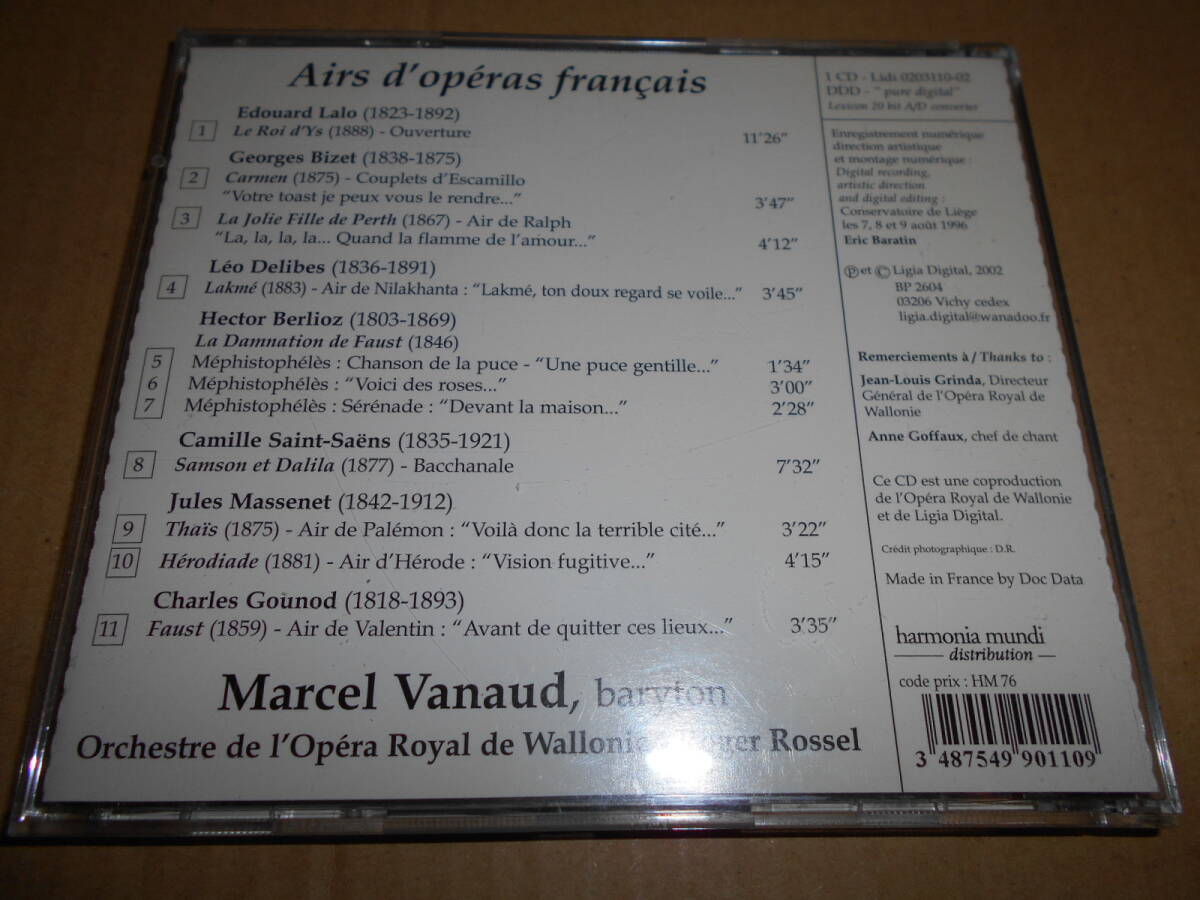 Airs d'opéras français
Edouard Lalo (1823-1892)
1 Le Roi d'Ys (1888) - Ouverture 11'26"
Georges Bizet (1838-1875)
2 Carmen (1875) - Couplets d'Escamillo
"Votre toast je peux vous le rendre..." 3'47"
3 La Jolie Fille de Perth (1867) - Air de Ralph
"La, la, la, la... Quand la flamme de l'amour..." 4'12"
Léo Delibes (1836-1891)
4 Lakmé (1883) - Air de Nilakhanta : "Lakmé, ton doux regard se voile..." 3'45"
Hector Berlioz (1803-1869)
La Damnation de Faust (1846)
5 Méphistophélès : Chanson de la puce - "Une puce gentille..." 1'34"
6 Méphistophélès : "Voici des roses..." 3'00"
7 Méphistophélès : Sérénade : "Devant la maison..." 2'28"
Camille Saint-Saëns (1835-1921)
8 Samson et Dalila (1877) - Bacchanale 7'32"
Jules Massenet (1842-1912)
9 Thaïs (1875) - Air de Palémon : "Voilà donc la terrible cité..." 3'22"
10 Hérodiade (1881) - Air d'Hérode : "Vision fugitive..." 4'15"
Charles Gounod (1818-1893)
11 Faust (1859) - Air de Valentin : "Avant de quitter ces lieux..." 3'35"
Marcel Vanaud, baryton
Orchestre de l'Opéra Royal de Wallonie Rossel
1 CD - Lidi 0203110-02
DDD - " pure digital"
Lexicon 20 bit A/D converter
Enregistrement numérique
direction artistique
et montage numérique :
Digital recording,
artistic direction
and digital editing :
Conservatoire de Liège
les 7, 8 et 9 août 1996
Eric Baratin
℗ et © Ligia Digital, 2002
BP 2604
03206 Vichy cedex
ligia.digital@wanadoo.fr
Remerciements à / Thanks to :
Jean-Louis Grinda, Directeur
Général de l'Opéra Royal de
Wallonie
Anne Goffaux, chef de chant
Ce CD est une coproduction
de l'Opéra Royal de Wallonie
et de Ligia Digital.
Crédit photographique : D.R.
Made in France by Doc Data
harmonia mundi
distribution
code prix : HM 76
3 487549 901109